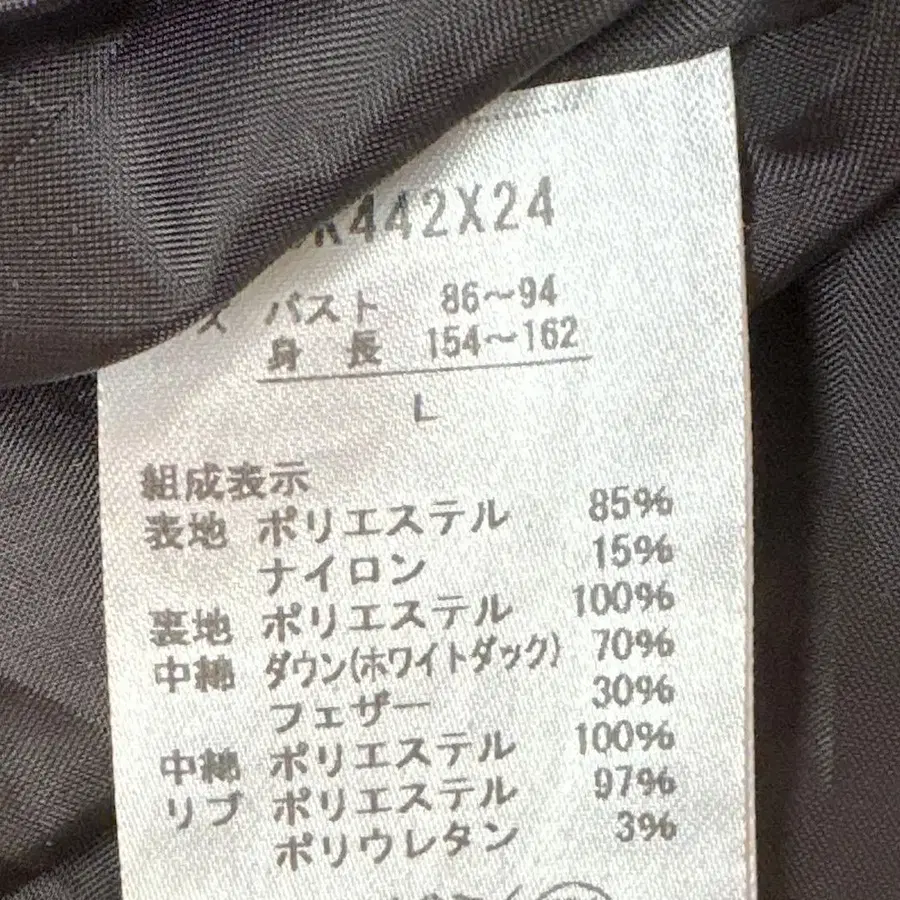 K442X24
ズ バスト 86〜94
身長 154〜162
L
組成表示
表地 ポリエステル 85%
ナイロン 15%
裏地 ポリエステル 100%
中綿 ダウン(ホワイトダック) 70%
フェザー 30%
中綿 ポリエステル 100%
リブ ポリエステル 97%
ポリウレタン 3%